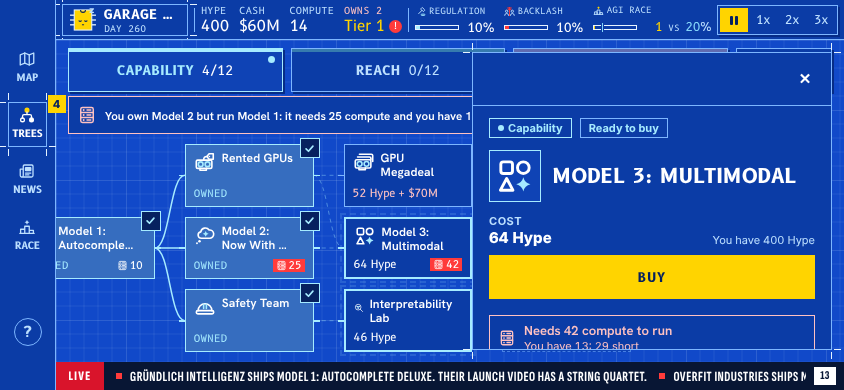 GARAGE ...
DAY 260
HYPE
400
CASH
$60M
COMPUTE
14
OWNS 2
Tier 1 !
REGULATION
10%
BACKLASH
10%
AGI RACE
1 VS 20%
1x 2x 3x
MAP
TREES
4
NEWS
RACE
?
CAPABILITY 4/12
REACH 0/12
You own Model 2 but run Model 1: it needs 25 compute and you have 1
Rented GPUs
OWNED
GPU
Megadeal
52 Hype + $70M
Model 1:
Autocomple...
ED 10
Model 2:
Now With ...
OWNED 25
Model 3:
Multimodal
64 Hype 42
Safety Team
OWNED
Interpretability
Lab
46 Hype
×
Capability
Ready to buy
MODEL 3: MULTIMODAL
COST
64 Hype
You have 400 Hype
BUY
Needs 42 compute to run
You have 13: 29 short
LIVE
GRÜNDLICH INTELLIGENZ SHIPS MODEL 1: AUTOCOMPLETE DELUXE. THEIR LAUNCH VIDEO HAS A STRING QUARTET. OVERFIT INDUSTRIES SHIPS
13